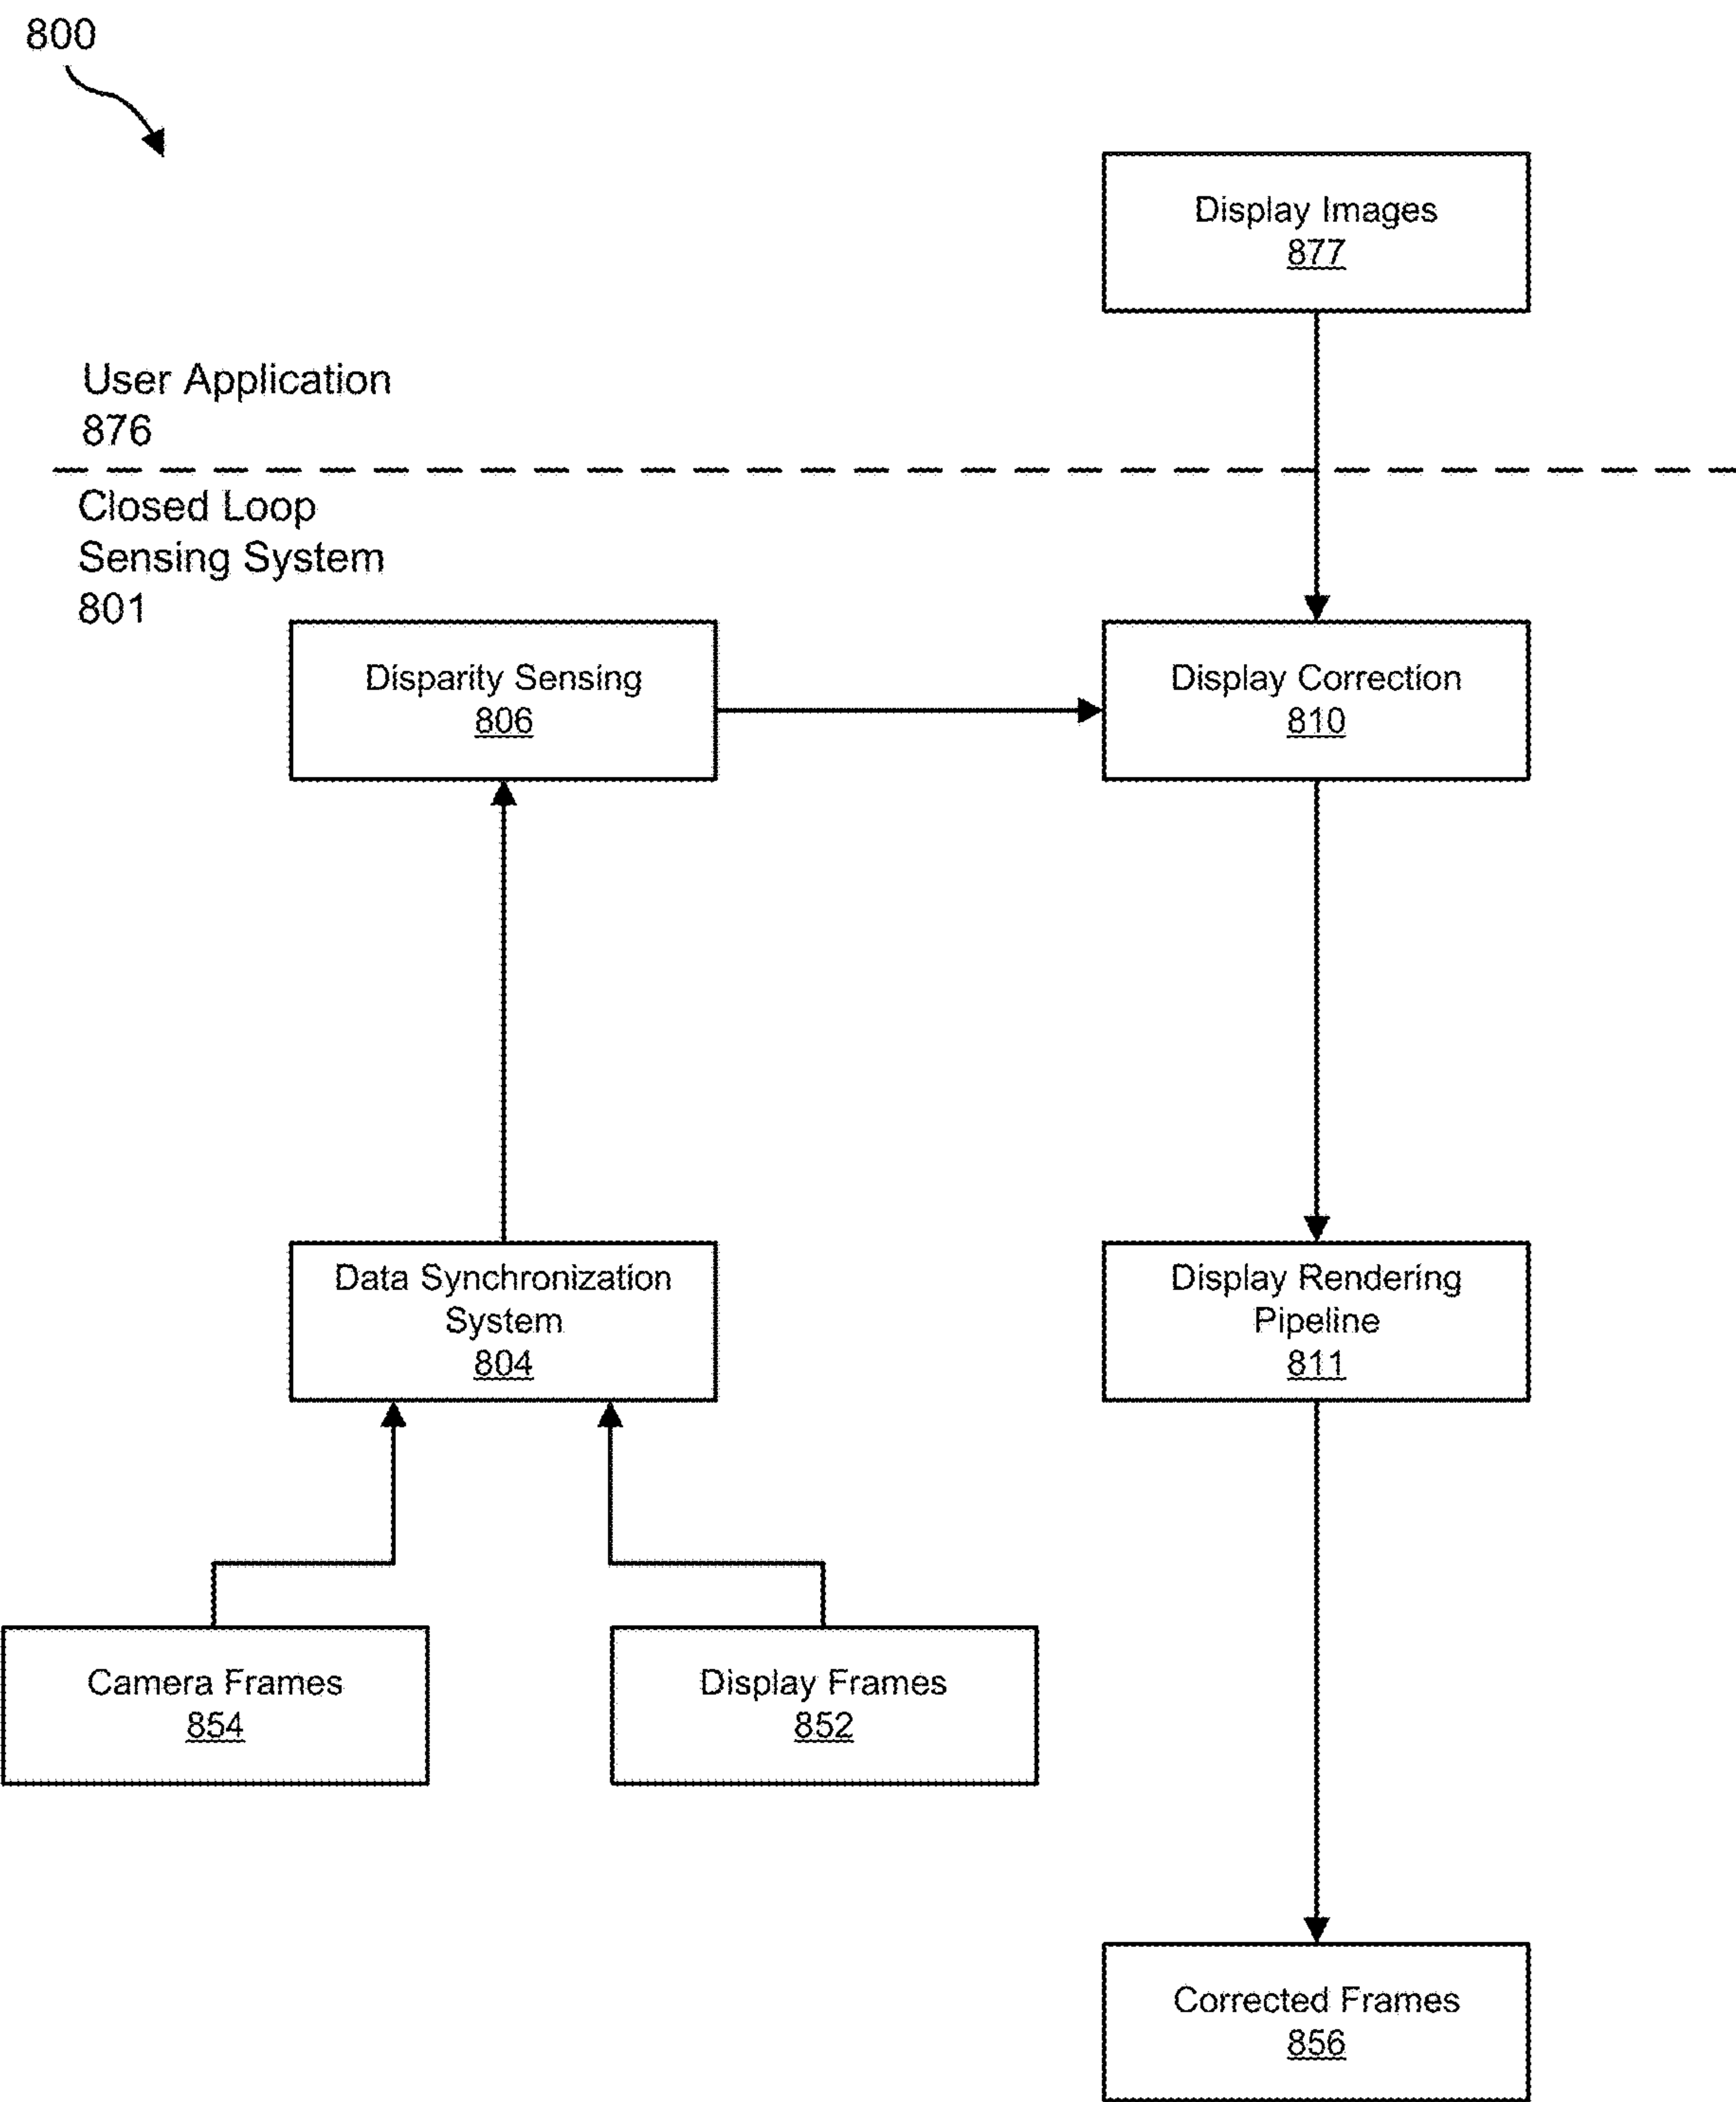 800
Display Images
877
User Application
876
Closed Loop
Sensing System
801
Disparity Sensing
806
Display Correction
810
Data Synchronization
System
804
Display Rendering
Pipeline
811
Camera Frames
854
Display Frames
852
Corrected Frames
856